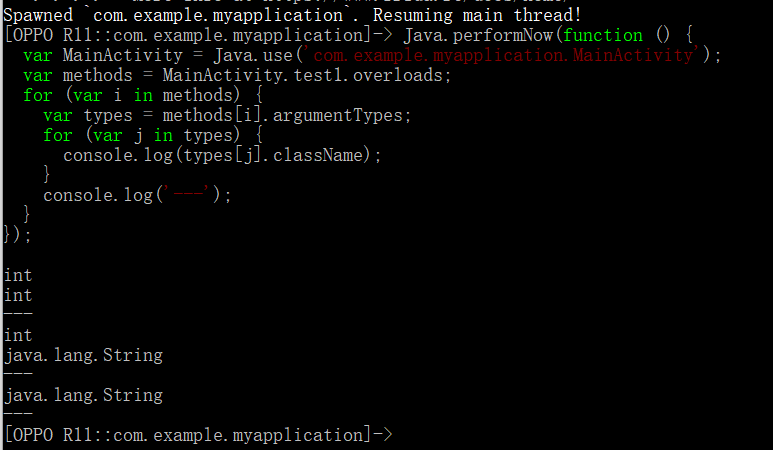 Spawned `com.example.myapplication`. Resuming main thread!
[OPPO R11::com.example.myapplication]-> Java.performNow(function () {
  var MainActivity = Java.use('com.example.myapplication.MainActivity');
  var methods = MainActivity.test1.overloads;
  for (var i in methods) {
    var types = methods[i].argumentTypes;
    for (var j in types) {
      console.log(types[j].className);
    }
    console.log('---');
  }
});
int
int
---
int
java.lang.String
---
java.lang.String
---
[OPPO R11::com.example.myapplication]->